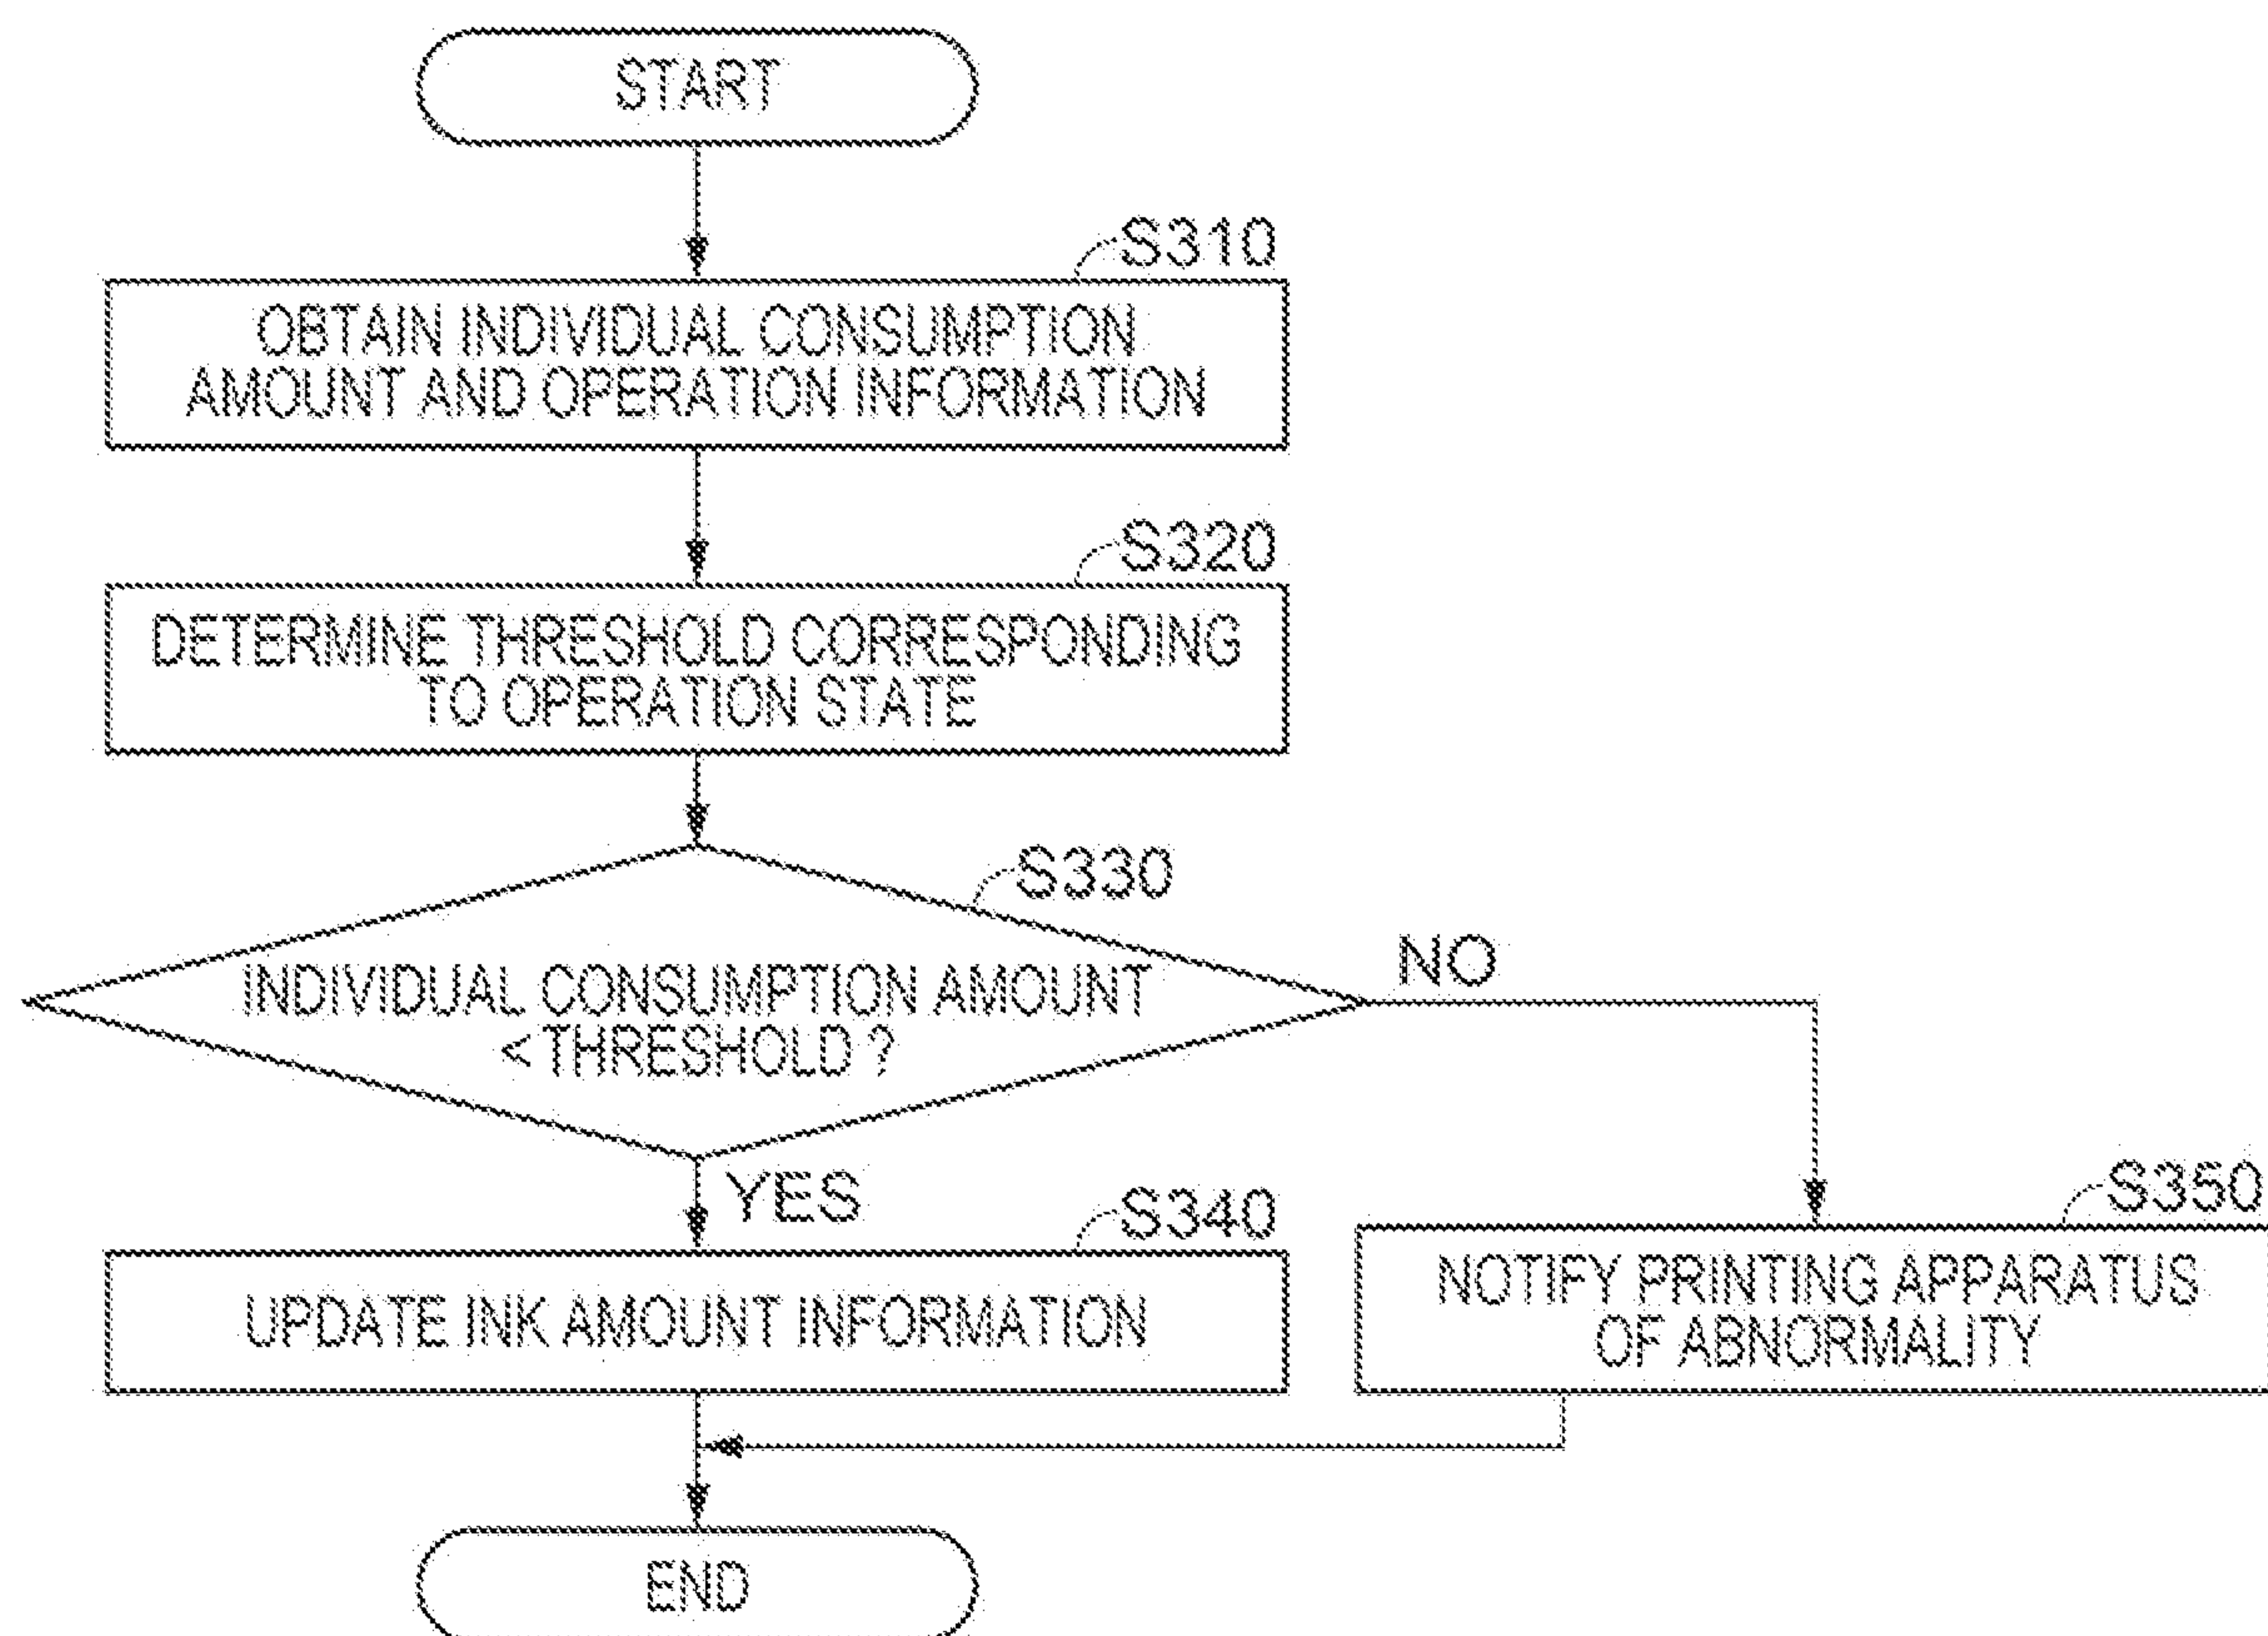 START
S310
OBTAIN INDIVIDUAL CONSUMPTION
AMOUNT AND OPERATION INFORMATION
S320
DETERMINE THRESHOLD CORRESPONDING
TO OPERATION STATE
S330
INDIVIDUAL CONSUMPTION AMOUNT
< THRESHOLD ?
NO
YES
S340
UPDATE INK AMOUNT INFORMATION
S350
NOTIFY PRINTING APPARATUS
OF ABNORMALITY
END